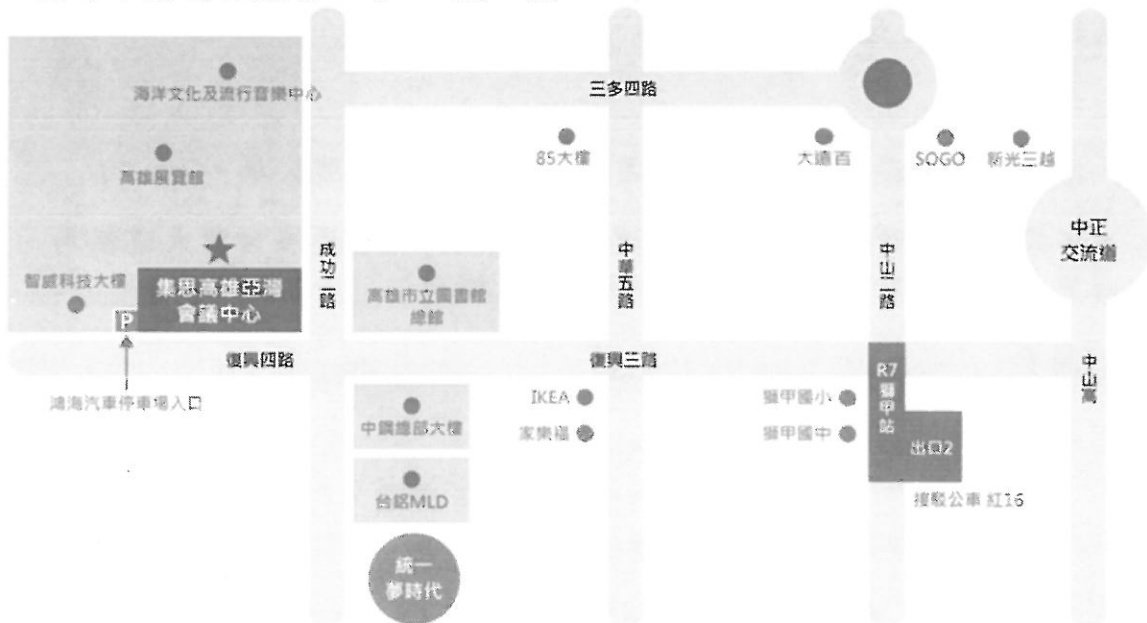 海洋文化及流行音樂中心
三多四路
高雄展覽館
85大樓
大遠百
SOGO
新光三越
中正
交流道
成功二路
中華五路
中山二路
智威科技大樓
集思高雄亞灣
會議中心
高雄市立圖書館
總館
P
復興四路
復興三路
中山高
鴻海汽車停車場入口
R7
獅甲站
IKEA
獅甲國小
中鋼總部大樓
家樂福
獅甲國中
出口2
台鋁MLD
接駁公車 紅16
統一
夢時代